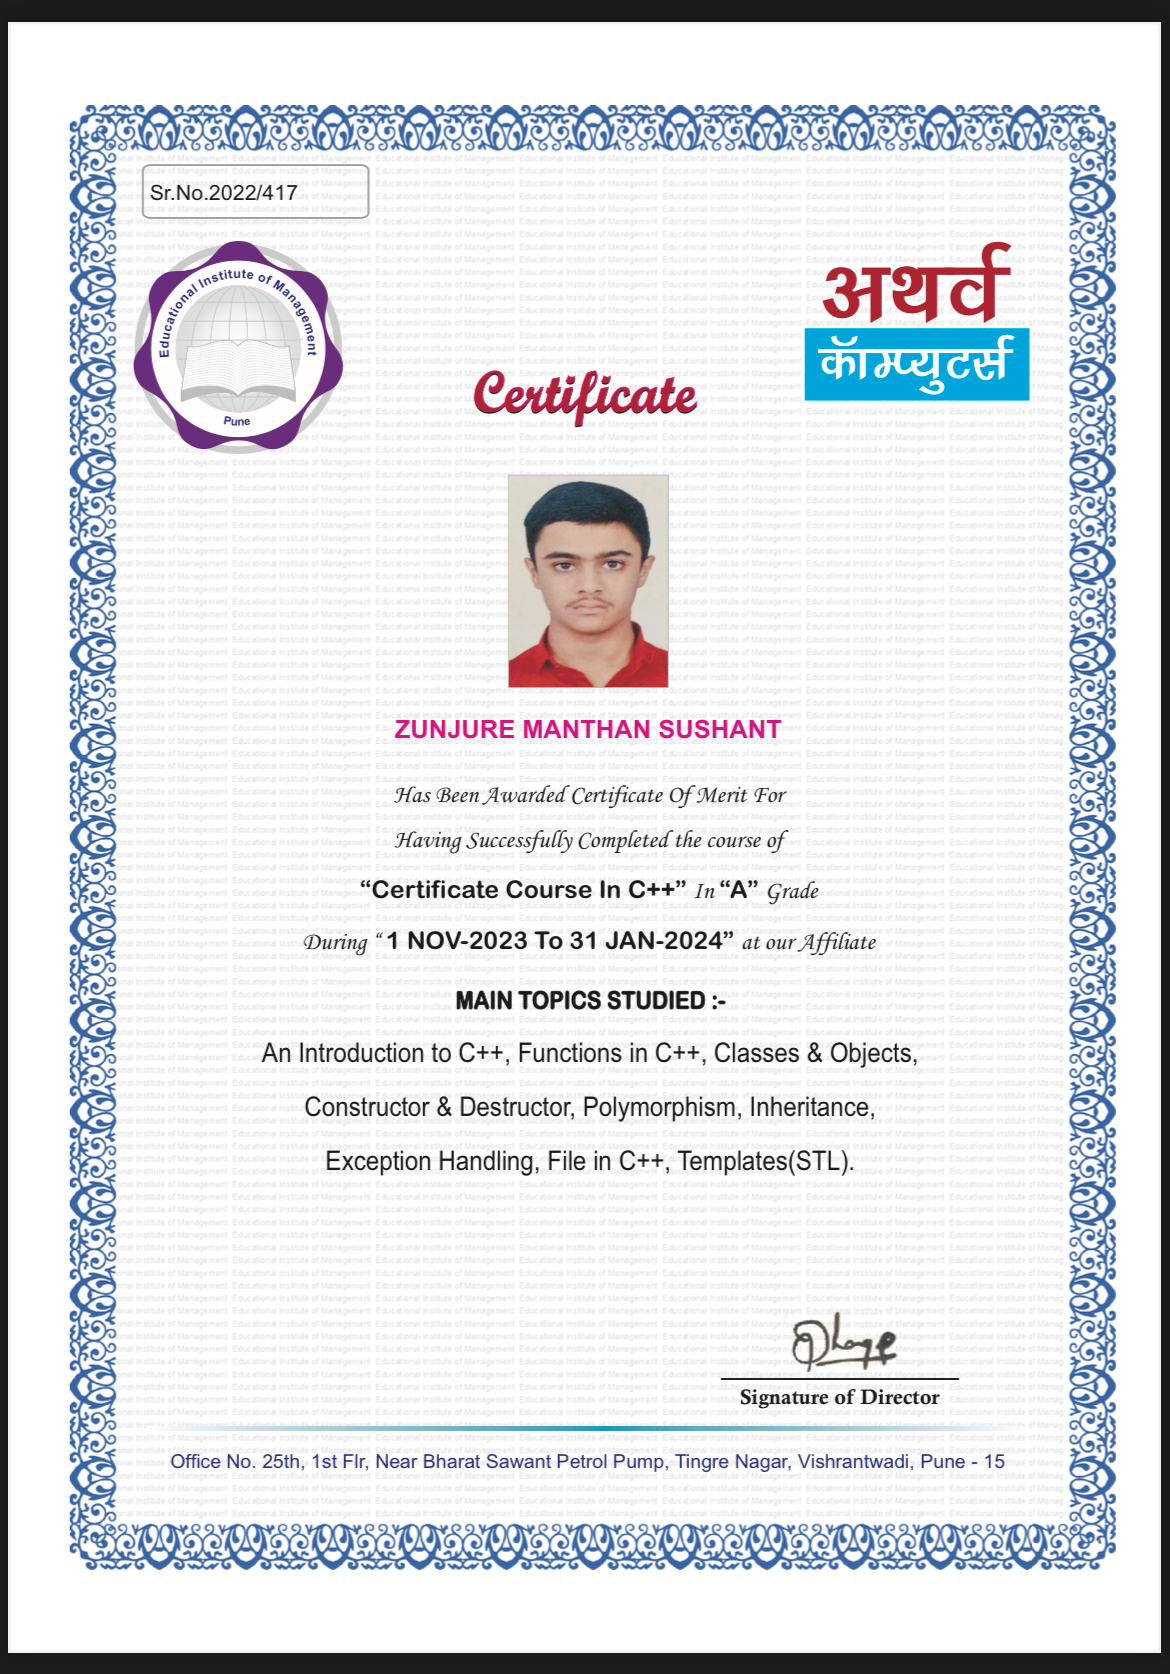 Sr.No.2022/417
Educational Institute of Management
Pune
अथर्व
कॉम्प्युटर्स
Certificate
ZUNJURE MANTHAN SUSHANT
Has Been Awarded Certificate Of Merit For
Having Successfully Completed the course of
“Certificate Course In C++” In “A” Grade
During “ 1 NOV-2023 To 31 JAN-2024” at our Affiliate
MAIN TOPICS STUDIED :-
An Introduction to C++, Functions in C++, Classes & Objects,
Constructor & Destructor, Polymorphism, Inheritance,
Exception Handling, File in C++, Templates(STL).
Signature of Director
Office No. 25th, 1st Flr, Near Bharat Sawant Petrol Pump, Tingre Nagar, Vishrantwadi, Pune - 15